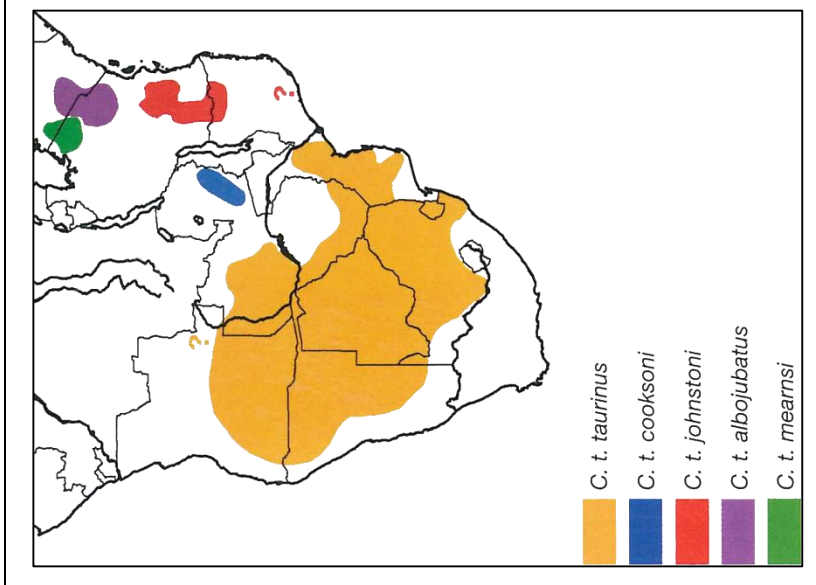 ?
?
C. t. taurinus
C. t. cooksoni
C. t. johnstoni
C. t. albojubatus
C. t. mearnsi